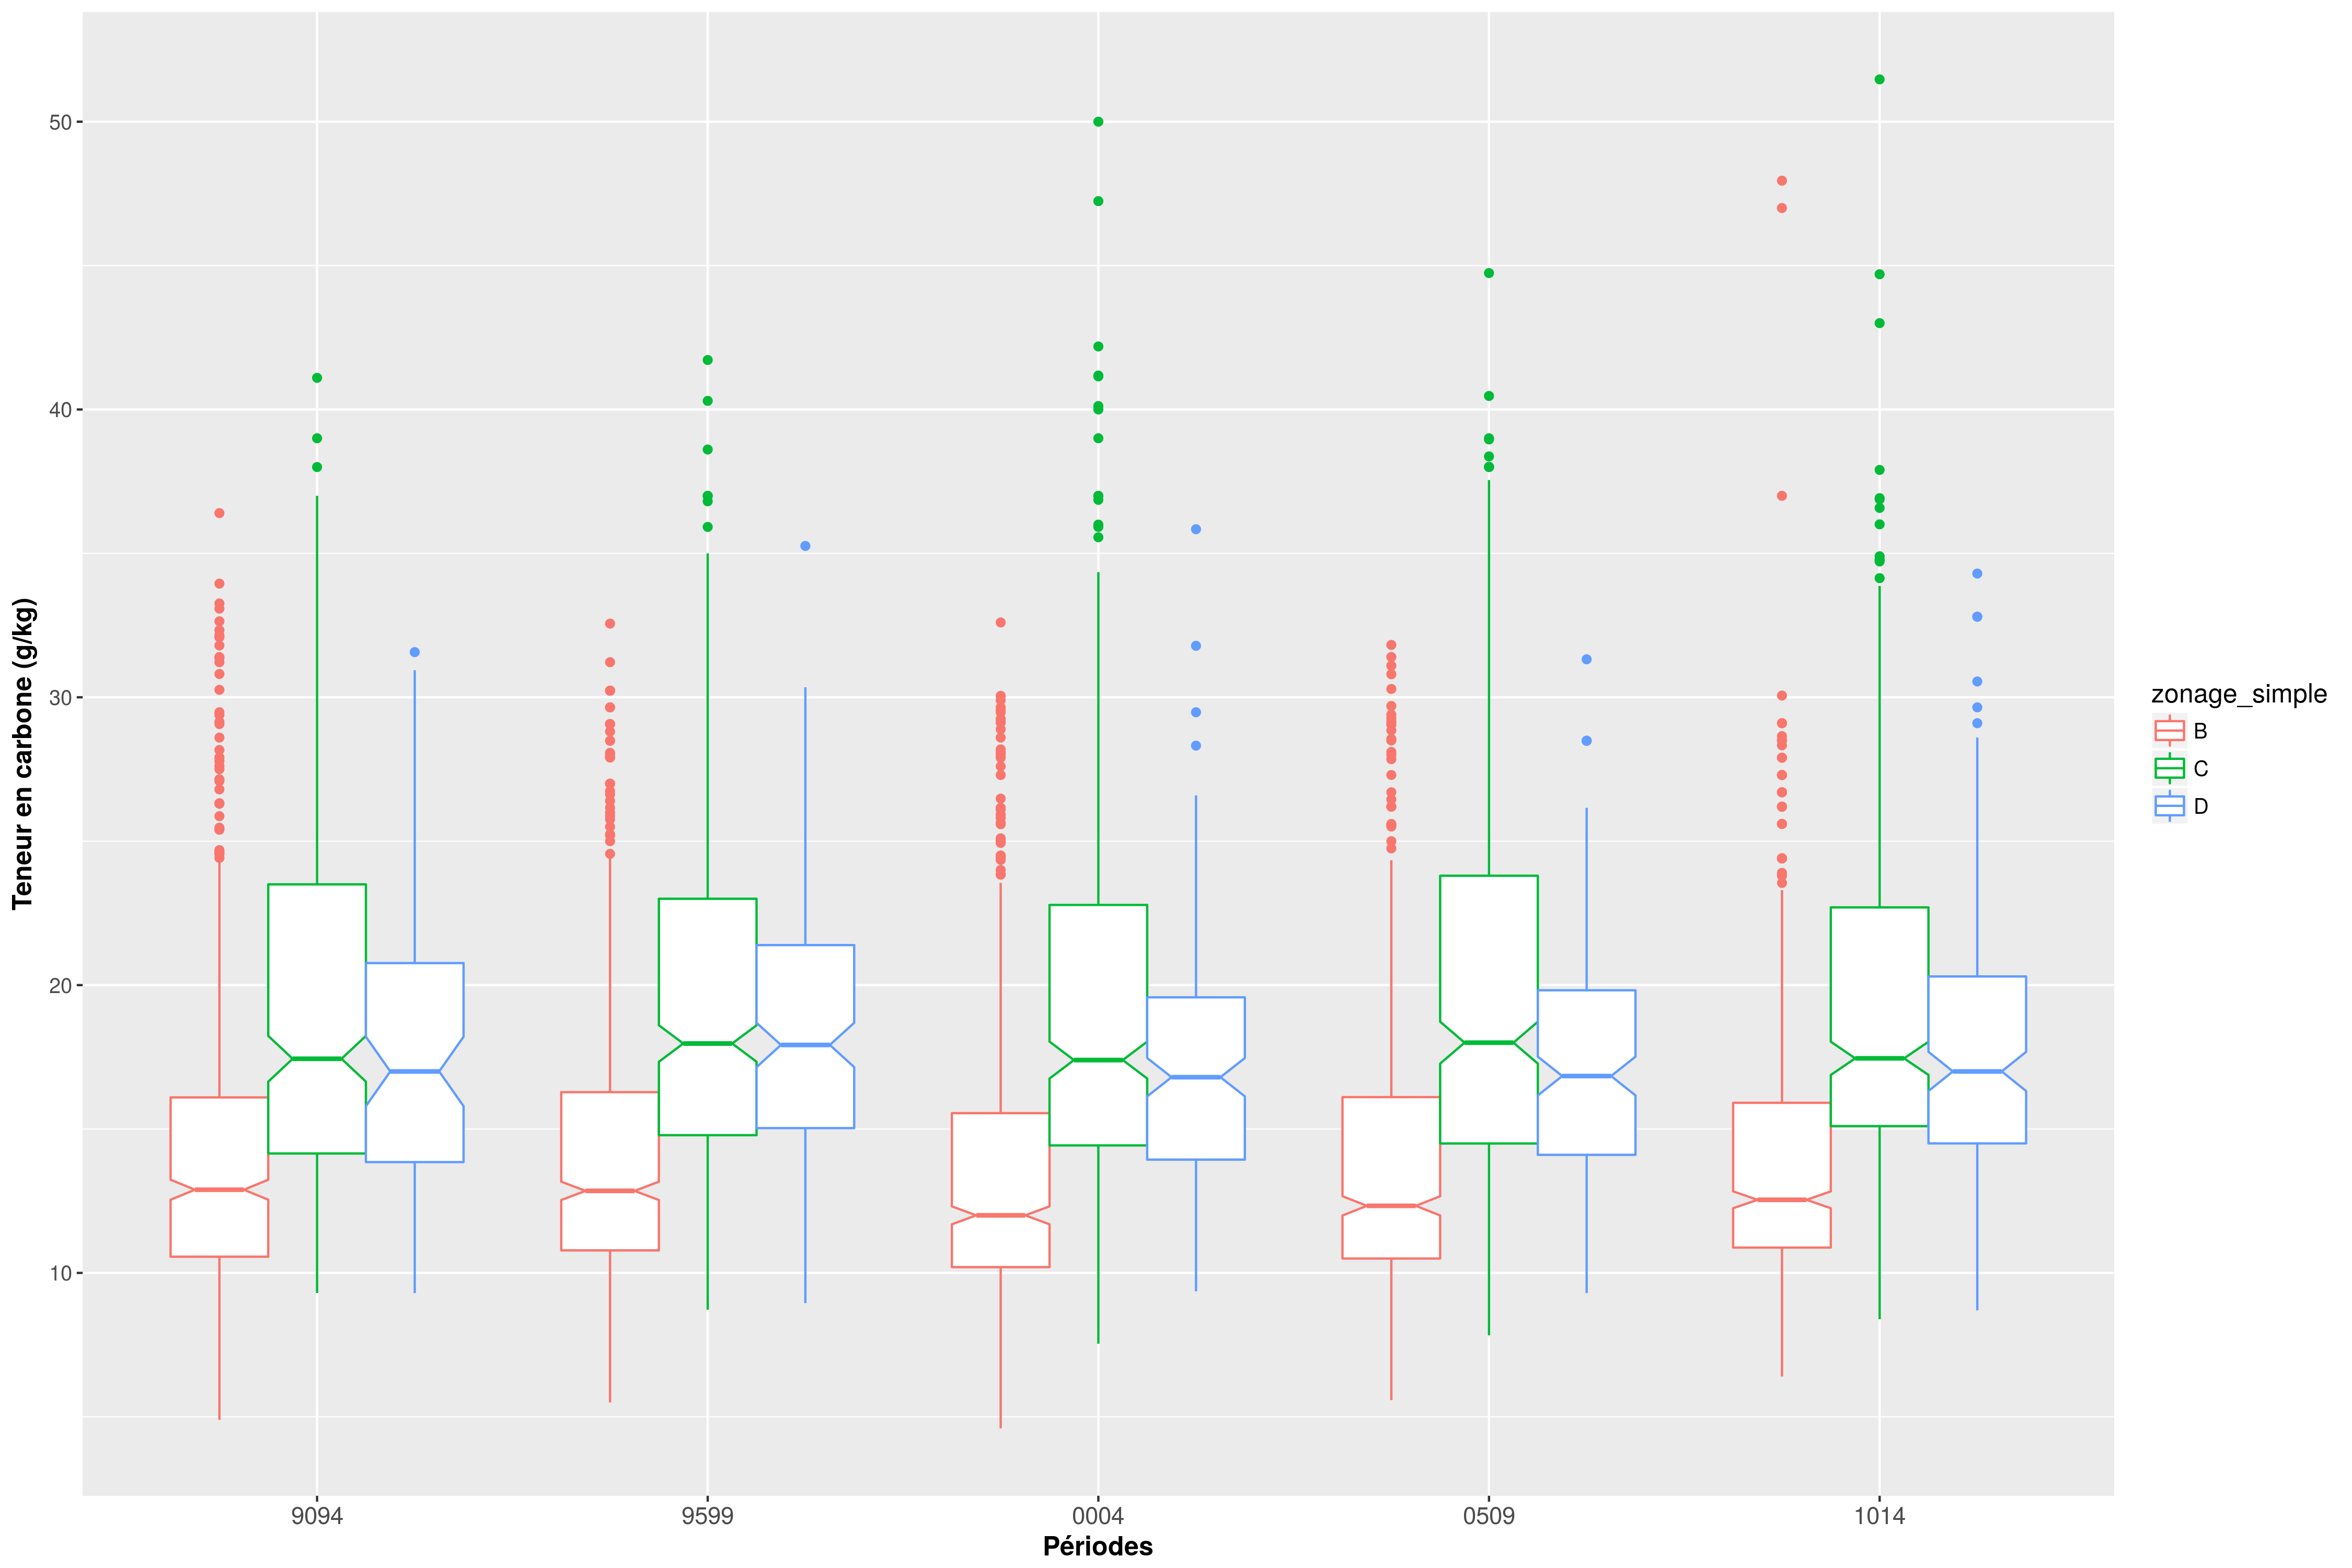 Teneur en carbone (g/kg)
50
40
30
20
10
9094 9599 0004 0509 1014
Périodes
zonage_simple
B
C
D